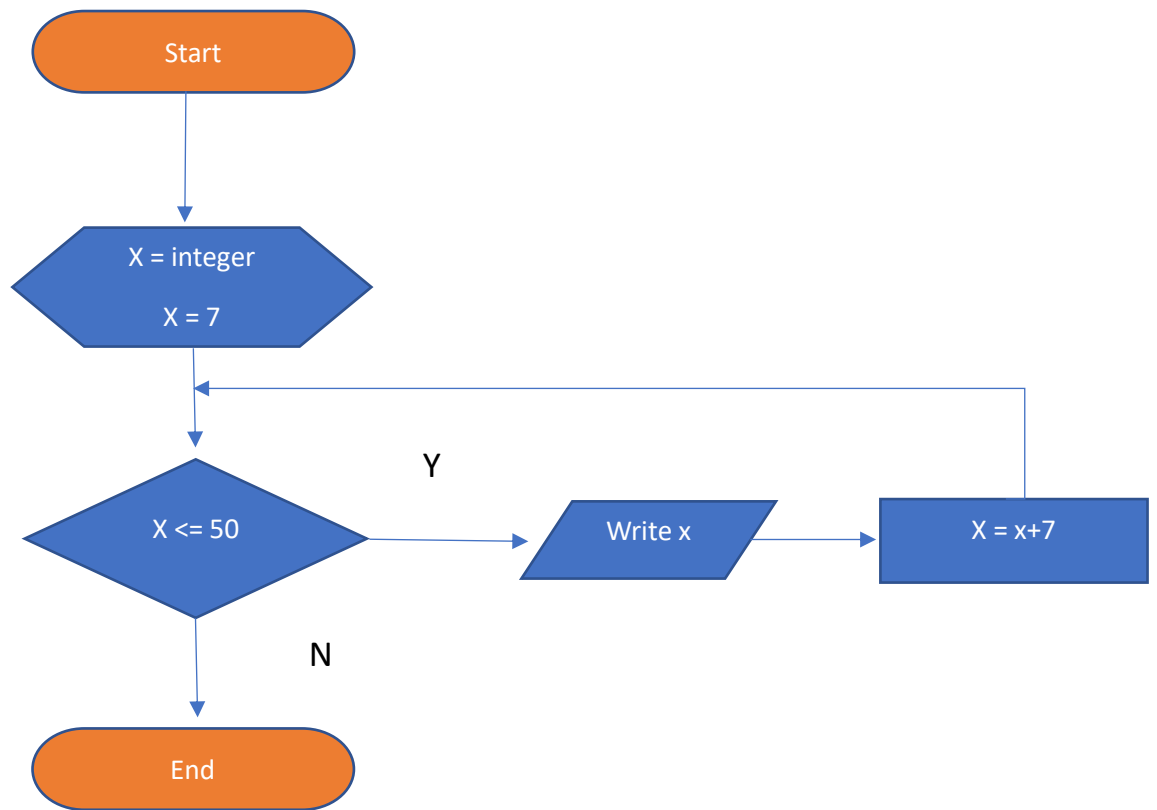 Start
X = integer
X = 7
Y
X <= 50
Write x
X = x+7
N
End